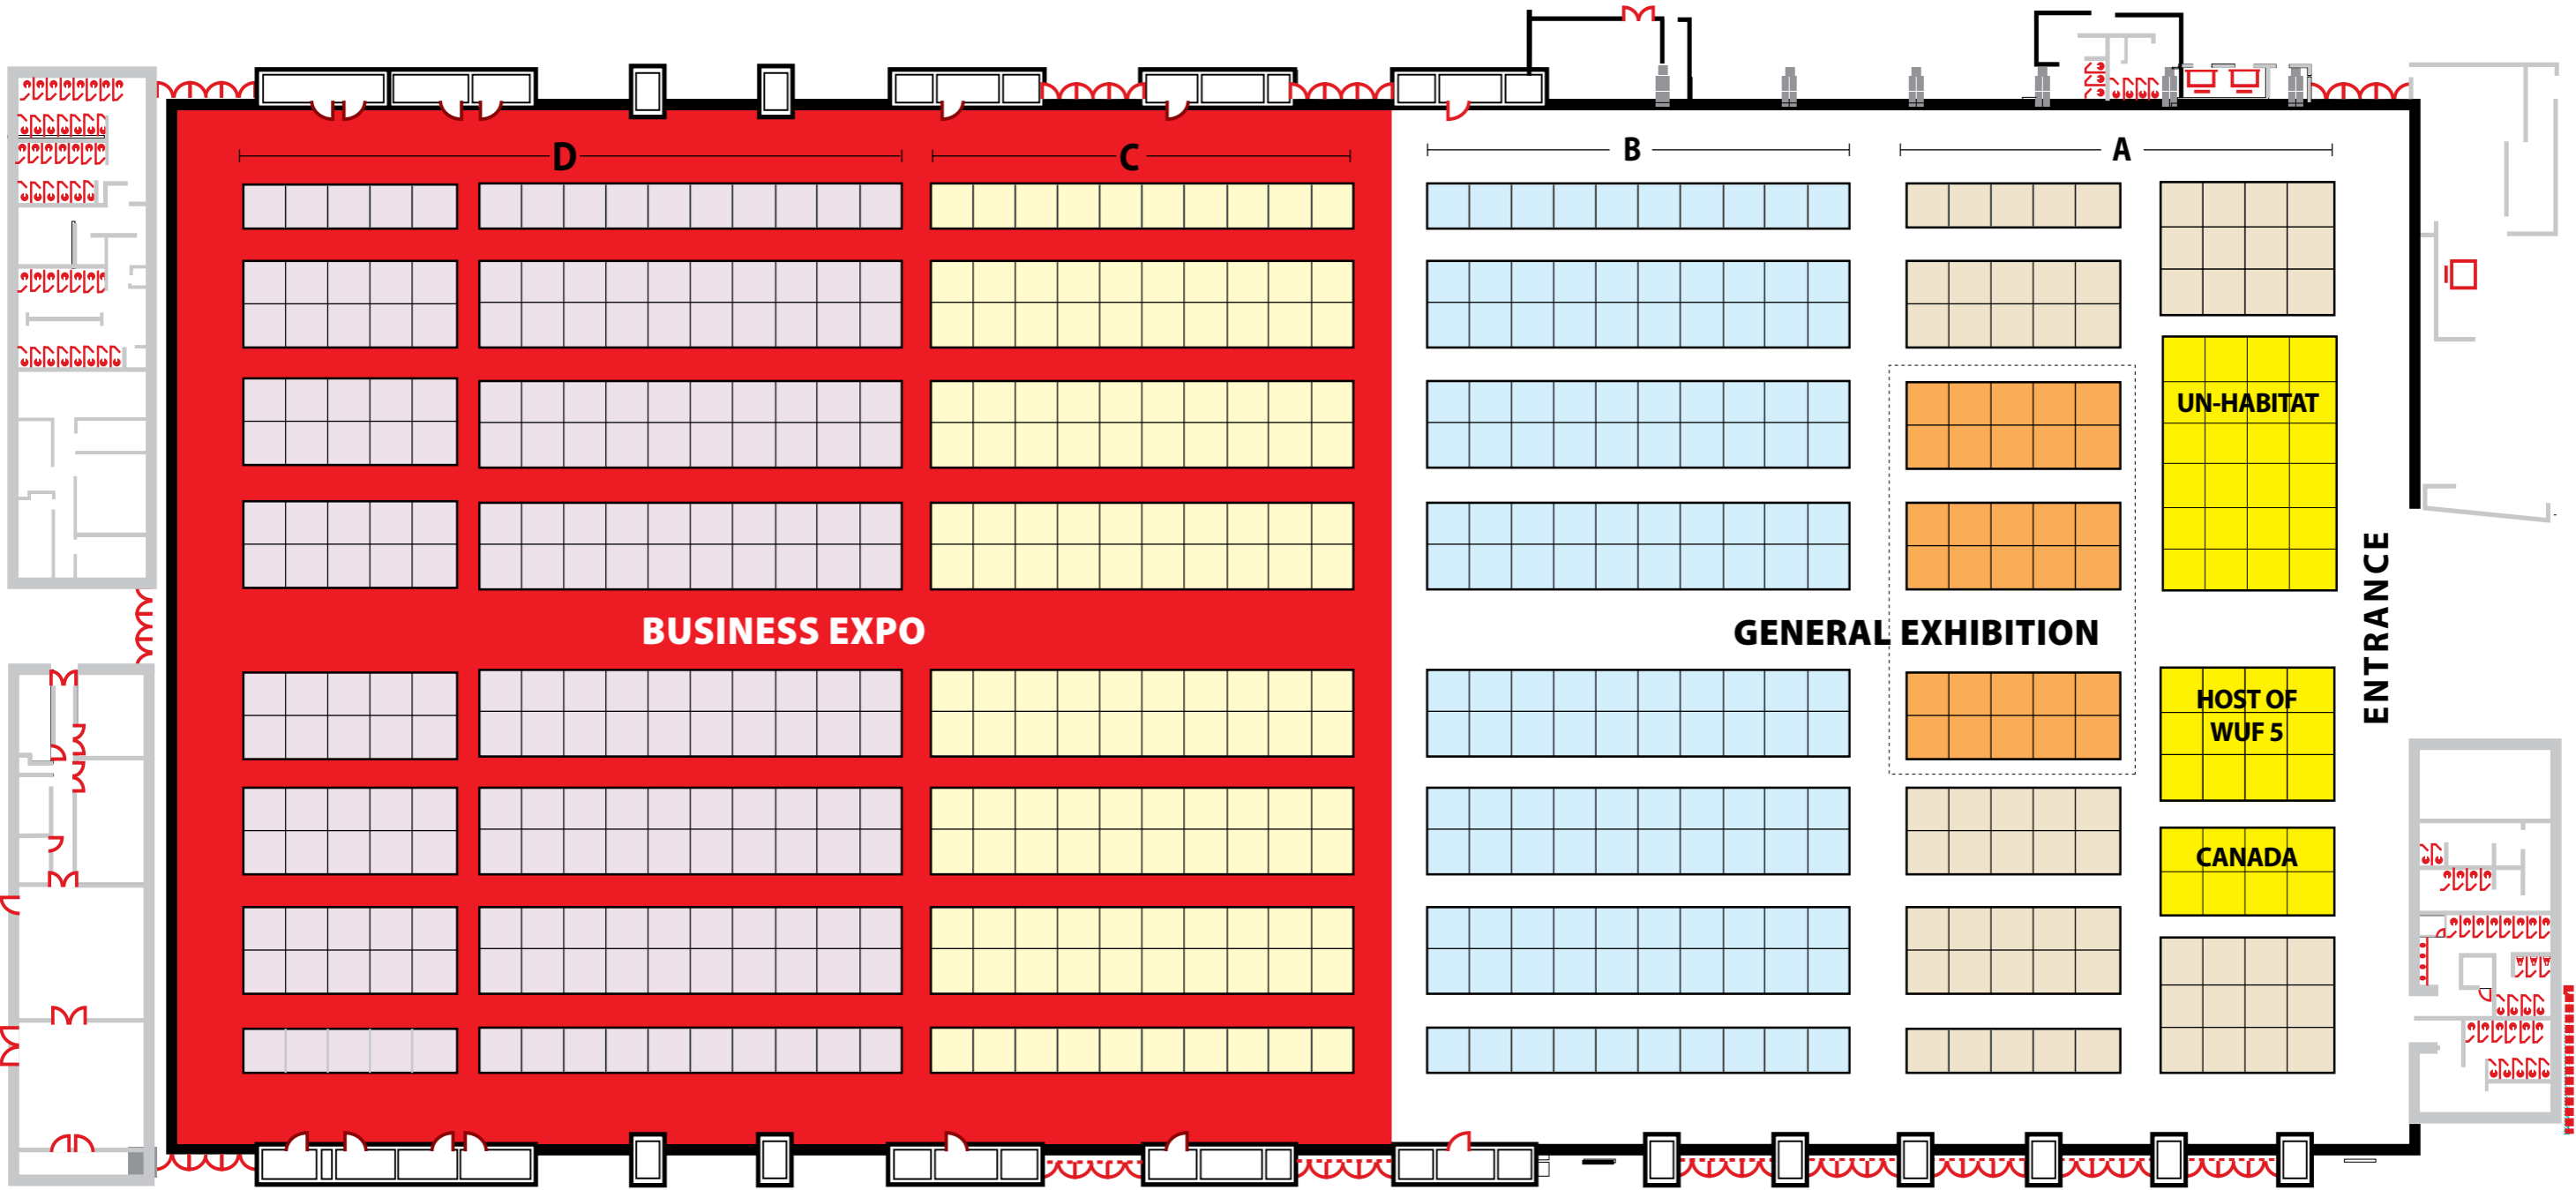 D
C
B
A
UN-HABITAT
BUSINESS EXPO
GENERAL EXHIBITION
ENTRANCE
HOST OF
WUF 5
CANADA